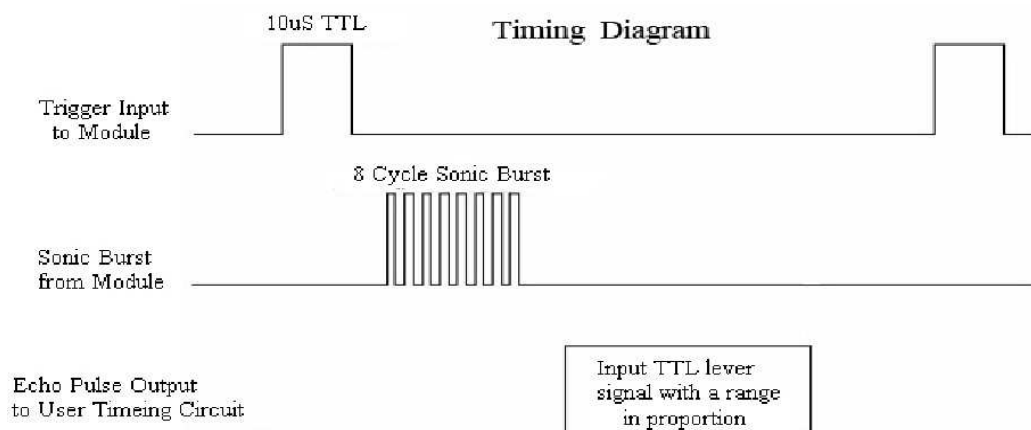 10uS TTL
Timing Diagram
Trigger Input
to Module
8 Cycle Sonic Burst
Sonic Burst
from Module
Echo Pulse Output
to User Timeing Circuit
Input TTL lever
signal with a range
in proportion